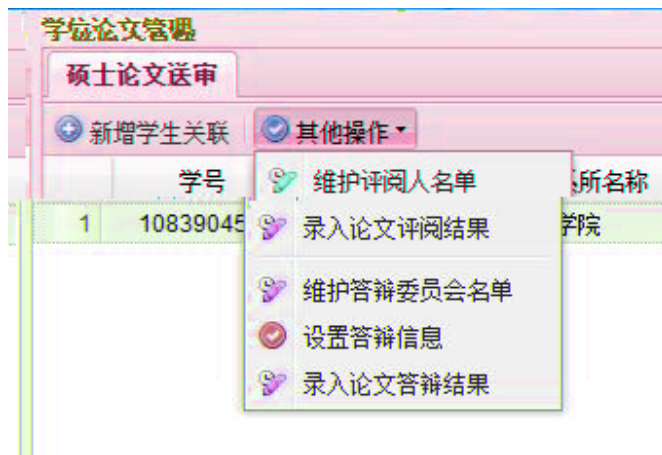 学位论文管理
硕士论文送审
新增学生关联 其他操作
学号 所名称
1 10839045 学院
维护评阅人名单
录入论文评阅结果
维护答辩委员会名单
设置答辩信息
录入论文答辩结果